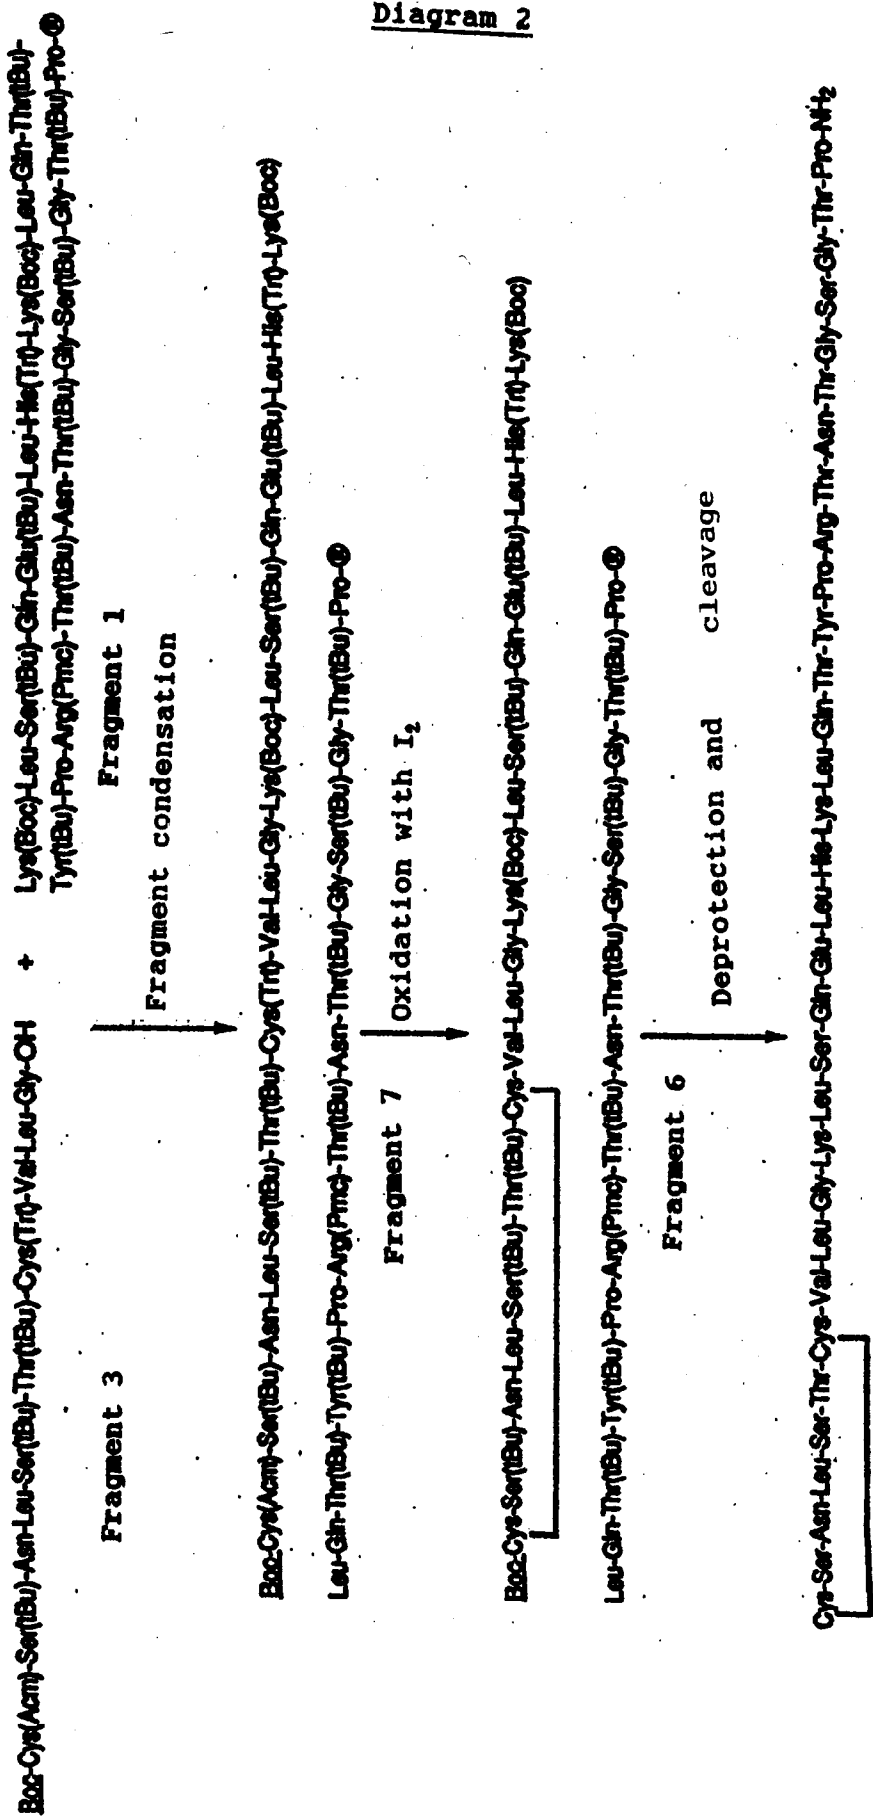 Diagram 2
Boc-Cys(Acm)-Ser(tBu)-Asn-Leu-Ser(tBu)-Thr(tBu)-Cys(Trt)-Val-Leu-Gly-OH + Lys(Boc)-Leu-Ser(tBu)-Gln-Glu(tBu)-Leu-His(Trt)-Lys(Boc)-Leu-Gln-Thr(tBu)-
Tyr(tBu)-Pro-Arg(Pmc)-Thr(tBu)-Asn-Thr(tBu)-Gly-Ser(tBu)-Gly-Thr(tBu)-Pro-Ⓡ
Fragment 3 Fragment 1
Fragment condensation
Boc-Cys(Acm)-Ser(tBu)-Asn-Leu-Ser(tBu)-Thr(tBu)-Cys(Trt)-Val-Leu-Gly-Lys(Boc)-Leu-Ser(tBu)-Gln-Glu(tBu)-Leu-His(Trt)-Lys(Boc)
Leu-Gln-Thr(tBu)-Tyr(tBu)-Pro-Arg(Pmc)-Thr(tBu)-Asn-Thr(tBu)-Gly-Ser(tBu)-Gly-Thr(tBu)-Pro-Ⓡ
Fragment 7 Oxidation with I₂
Boc-Cys-Ser(tBu)-Asn-Leu-Ser(tBu)-Thr(tBu)-Cys-Val-Leu-Gly-Lys(Boc)-Leu-Ser(tBu)-Gln-Glu(tBu)-Leu-His(Trt)-Lys(Boc)
Leu-Gln-Thr(tBu)-Tyr(tBu)-Pro-Arg(Pmc)-Thr(tBu)-Asn-Thr(tBu)-Gly-Ser(tBu)-Gly-Thr(tBu)-Pro-Ⓡ
Fragment 6 Deprotection and cleavage
Cys-Ser-Asn-Leu-Ser-Thr-Cys-Val-Leu-Gly-Lys-Leu-Ser-Gln-Glu-Leu-His-Lys-Leu-Gln-Thr-Tyr-Pro-Arg-Thr-Asn-Thr-Gly-Ser-Gly-Thr-Pro-NH₂